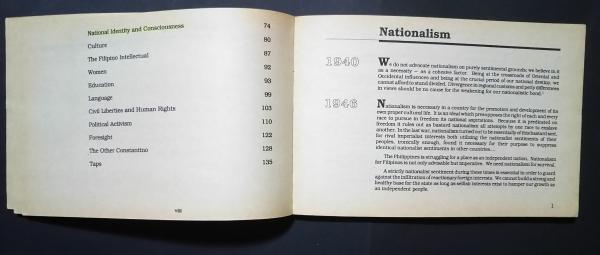 National Identity and Consciousness 74
Culture 80
The Filipino Intellectual 87
Women 92
Education 93
Language 99
Civil Liberties and Human Rights 103
Political Activism 110
Foresight 122
The Other Constantino 128
Taps 135
viii
Nationalism
1940
We do not advocate nationalism on purely sentimental grounds; we believe in it
as a necessity — as a cohesive factor. Being at the crossroads of Oriental and
Occidental influences and being at the crucial period of our national destiny, we
cannot afford to stand divided. Divergence in regional customs and petty differences
in views should be no cause for the weakening for our nationalistic bond.
1946
Nationalism is necessary in a country for the promotion and development of its
own proper cultural life. It is an ideal which presupposes the right of each and every
race to pursue in freedom its national aspirations. Because it is predicated on
freedom it rules out as bastard nationalism all attempts by one race to enslave
another. In the last war, nationalism turned out to be essentially of the bastard sort,
for rival imperialist interests both utilizing the nationalist sentiments of their
peoples, ironically enough, found it necessary for their purpose to suppress
identical nationalist sentiments in other countries...
The Philippines is struggling for a place as an independent nation. Nationalism
for Filipinos is not only advisable but imperative. We need nationalism for survival.
A strictly nationalist sentiment during these times is essential in order to guard
against the infiltration of reactionary foreign interests. We cannot build a strong and
healthy base for the state as long as selfish interests exist to hamper our growth as
an independent people.
1